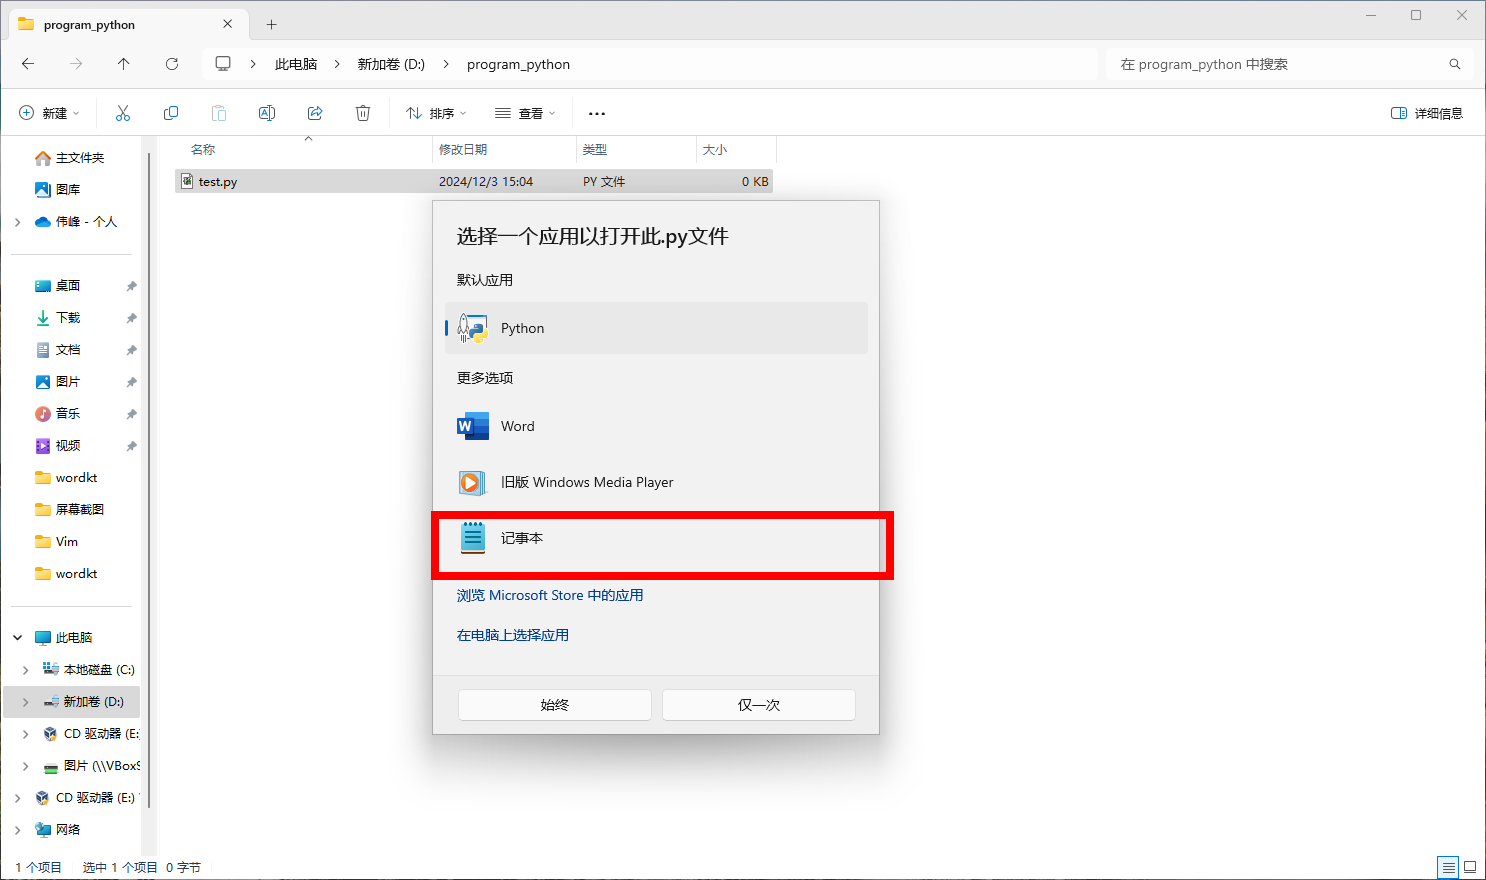 program_python
此电脑
新加卷 (D:)
program_python
在 program_python 中搜索
新建
排序
查看
详细信息
主文件夹
图库
伟峰 - 个人
桌面
下载
文档
图片
音乐
视频
wordkt
屏幕截图
Vim
wordkt
此电脑
本地磁盘 (C:)
新加卷 (D:)
CD 驱动器 (E:
图片 (\\VBoxS
CD 驱动器 (E:)
网络
名称
修改日期
类型
大小
test.py
2024/12/3 15:04
PY 文件
0 KB
选择一个应用以打开此.py文件
默认应用
Python
更多选项
Word
旧版 Windows Media Player
记事本
浏览 Microsoft Store 中的应用
在电脑上选择应用
始终
仅一次
1 个项目
选中 1 个项目
0 字节